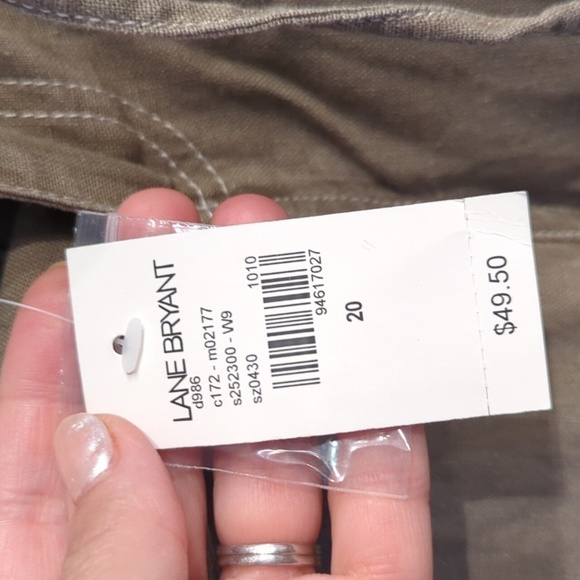 LANE BRYANT
d986
c172 - m02177
s252300 - W9
sz0430
1010
94617027
20
$49.50